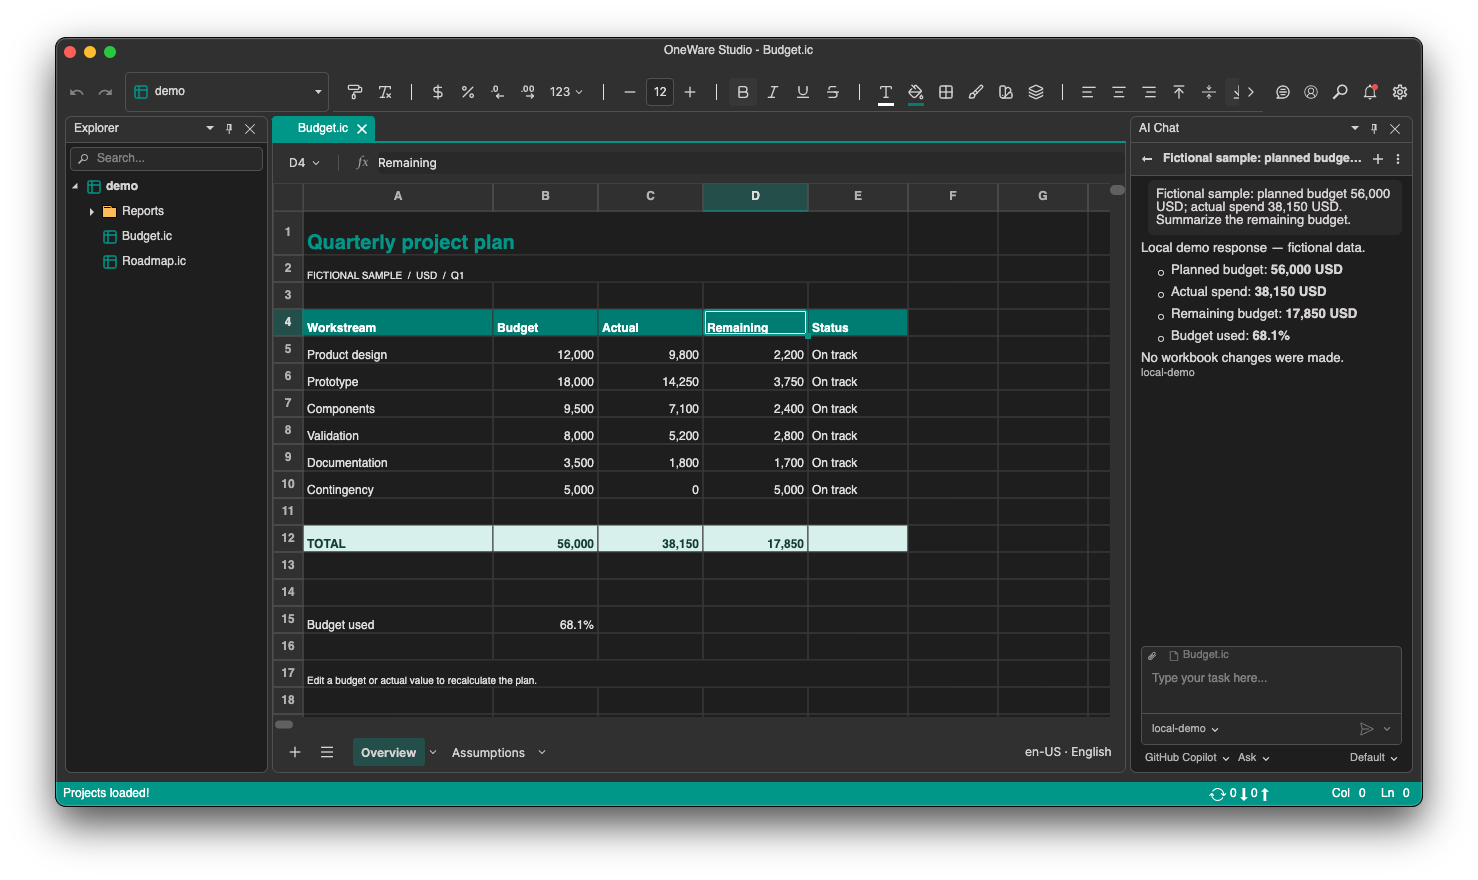 OneWare Studio - Budget.ic
demo
$ % .0 .00 123 12 B I U S T
Explorer
Search...
demo
Reports
Budget.ic
Roadmap.ic
Budget.ic
D4 fx Remaining
A B C D E F G
1 Quarterly project plan
2 FICTIONAL SAMPLE / USD / Q1
3
4 Workstream Budget Actual Remaining Status
5 Product design 12,000 9,800 2,200 On track
6 Prototype 18,000 14,250 3,750 On track
7 Components 9,500 7,100 2,400 On track
8 Validation 8,000 5,200 2,800 On track
9 Documentation 3,500 1,800 1,700 On track
10 Contingency 5,000 0 5,000 On track
11
12 TOTAL 56,000 38,150 17,850
13
14
15 Budget used 68.1%
16
17 Edit a budget or actual value to recalculate the plan.
18
Overview Assumptions en-US · English
AI Chat
Fictional sample: planned budge...
Fictional sample: planned budget 56,000
USD; actual spend 38,150 USD.
Summarize the remaining budget.
Local demo response — fictional data.
Planned budget: 56,000 USD
Actual spend: 38,150 USD
Remaining budget: 17,850 USD
Budget used: 68.1%
No workbook changes were made.
local-demo
Budget.ic
Type your task here...
local-demo
GitHub Copilot Ask Default
Projects loaded! 0 0 Col 0 Ln 0